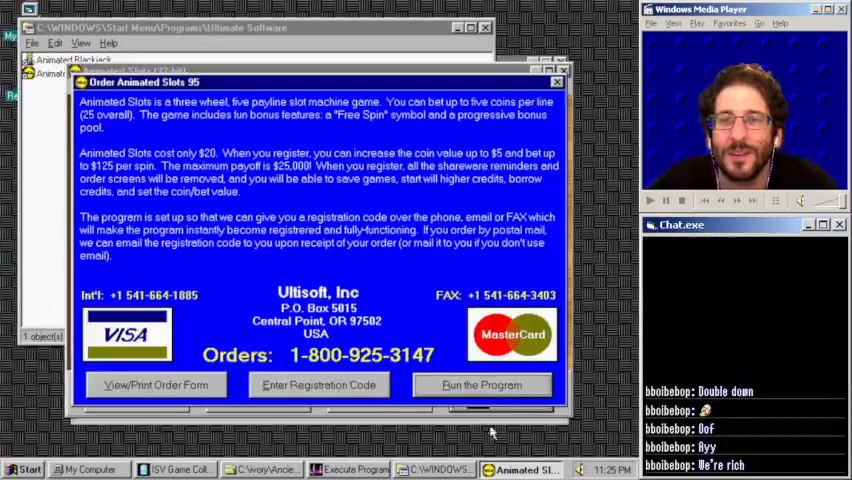 C:\WINDOWS\Start Menu\Programs\Ultimate Software
File Edit View Help
Animated Blackjack
Order Animated Slots 95
Animated Slots is a three wheel, five payline slot machine game. You can bet up to five coins per line
(25 overall). The game includes fun bonus features: a "Free Spin" symbol and a progressive bonus
pool.
Animated Slots cost only $20. When you register, you can increase the coin value up to $5 and bet up
to $125 per spin. The maximum payoff is $25,000! When you register, all the shareware reminders and
order screens will be removed, and you will be able to save games, start will higher credits, borrow
credits, and set the coin/bet value.
The program is set up so that we can give you a registration code over the phone, email or FAX which
will make the program instantly become registrered and fully-functioning. If you order by postal mail,
we can email the registration code to you upon receipt of your order (or mail it to you if you don't use
email).
Int'l: +1 541-664-1885
Ultisoft, Inc
P.O. Box 5015
Central Point, OR 97502
USA
FAX: +1 541-664-3403
VISA
MasterCard
Orders: 1-800-925-3147
View/Print Order Form
Enter Registration Code
Run the Program
1 object(s)
Windows Media Player
File View Play Favorites Go Help
Chat.exe
bboibebop: Double down
bboibebop:
bboibebop: Oof
bboibebop: Ayy
bboibebop: We're rich
Start
My Computer
ISV Game Coll...
C:\ivory\Ancie...
Execute Program
C:\WINDOWS...
Animated Sl...
11:25 PM